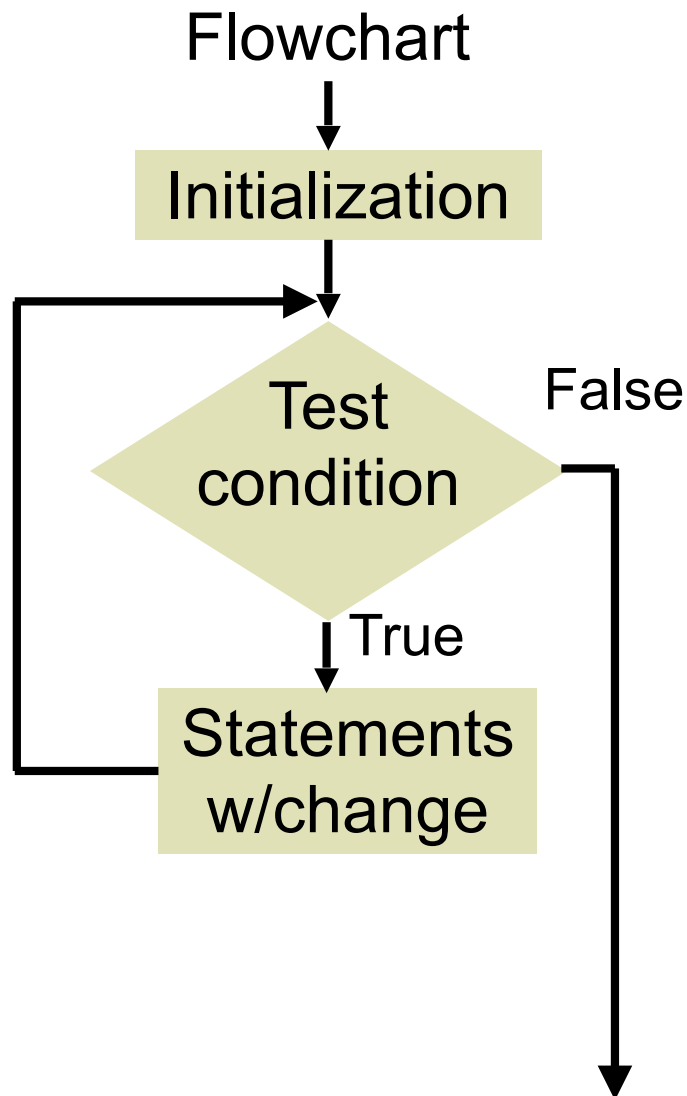 Flowchart
Initialization
Test
condition
False
True
Statements
w/change